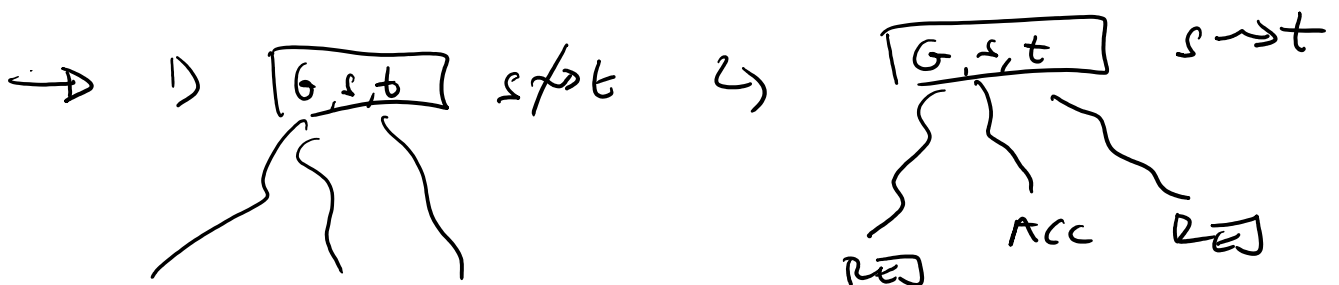 → 1) G, s, t s ↛ t 2) G, s, t s ⇝ t
REJ ACC REJ